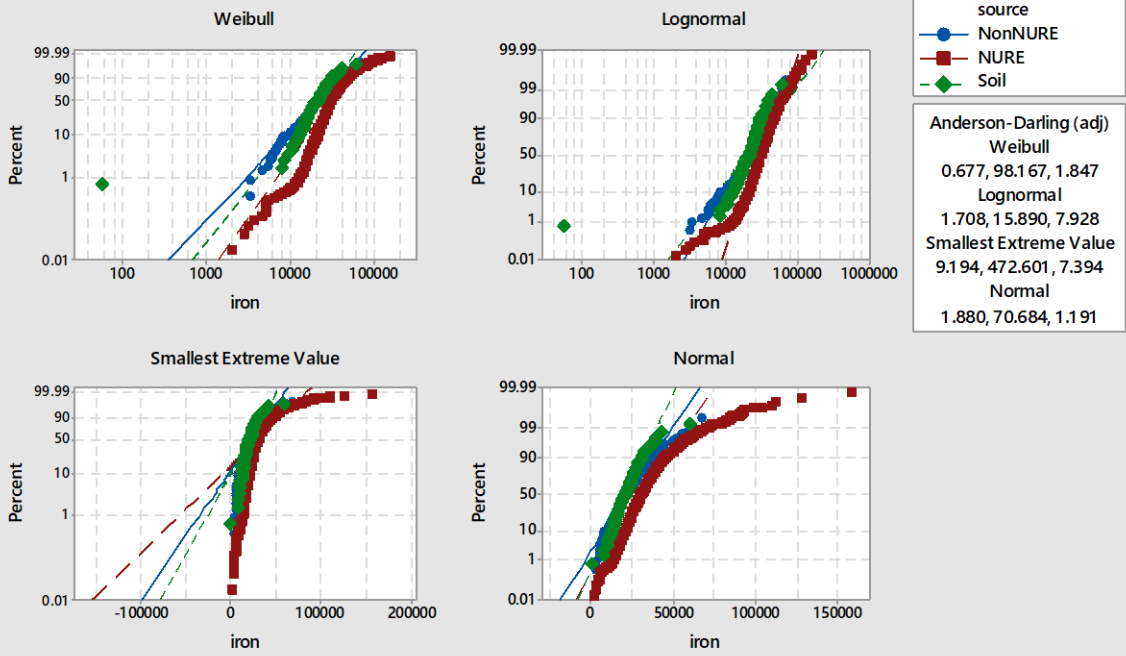 Weibull
99.99
90
50
10
1
0.01
Percent
100
1000
10000
100000
iron
Lognormal
99.99
99
90
50
10
1
0.01
Percent
100
1000
10000
100000
1000000
iron
source
NonNURE
NURE
Soil
Anderson-Darling (adj)
Weibull
0.677, 98.167, 1.847
Lognormal
1.708, 15.890, 7.928
Smallest Extreme Value
9.194, 472.601, 7.394
Normal
1.880, 70.684, 1.191
Smallest Extreme Value
99.99
90
50
10
1
0.01
Percent
-100000
0
100000
200000
iron
Normal
99.99
99
90
50
10
1
0.01
Percent
0
50000
100000
150000
iron